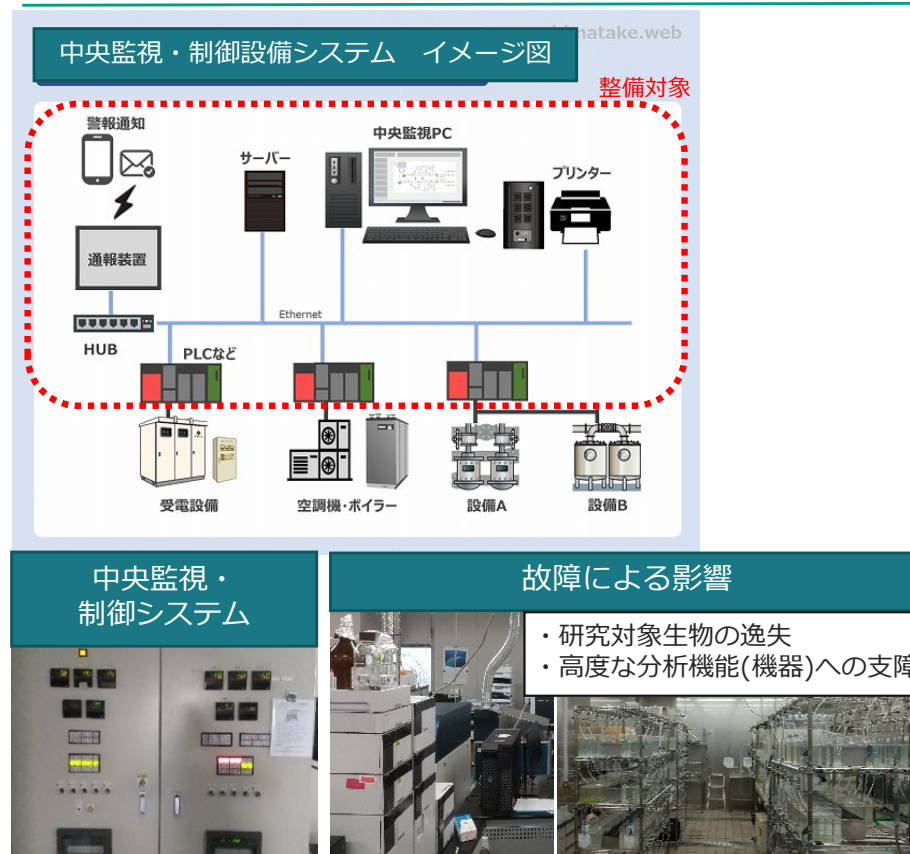 atake.web
中央監視・制御設備システム　イメージ図
整備対象
警報通知
サーバー
中央監視PC
プリンター
通報装置
Ethernet
HUB
PLCなど
受電設備
空調機・ボイラー
設備A
設備B
中央監視・
制御システム
故障による影響
・研究対象生物の逸失
・高度な分析機能(機器)への支障